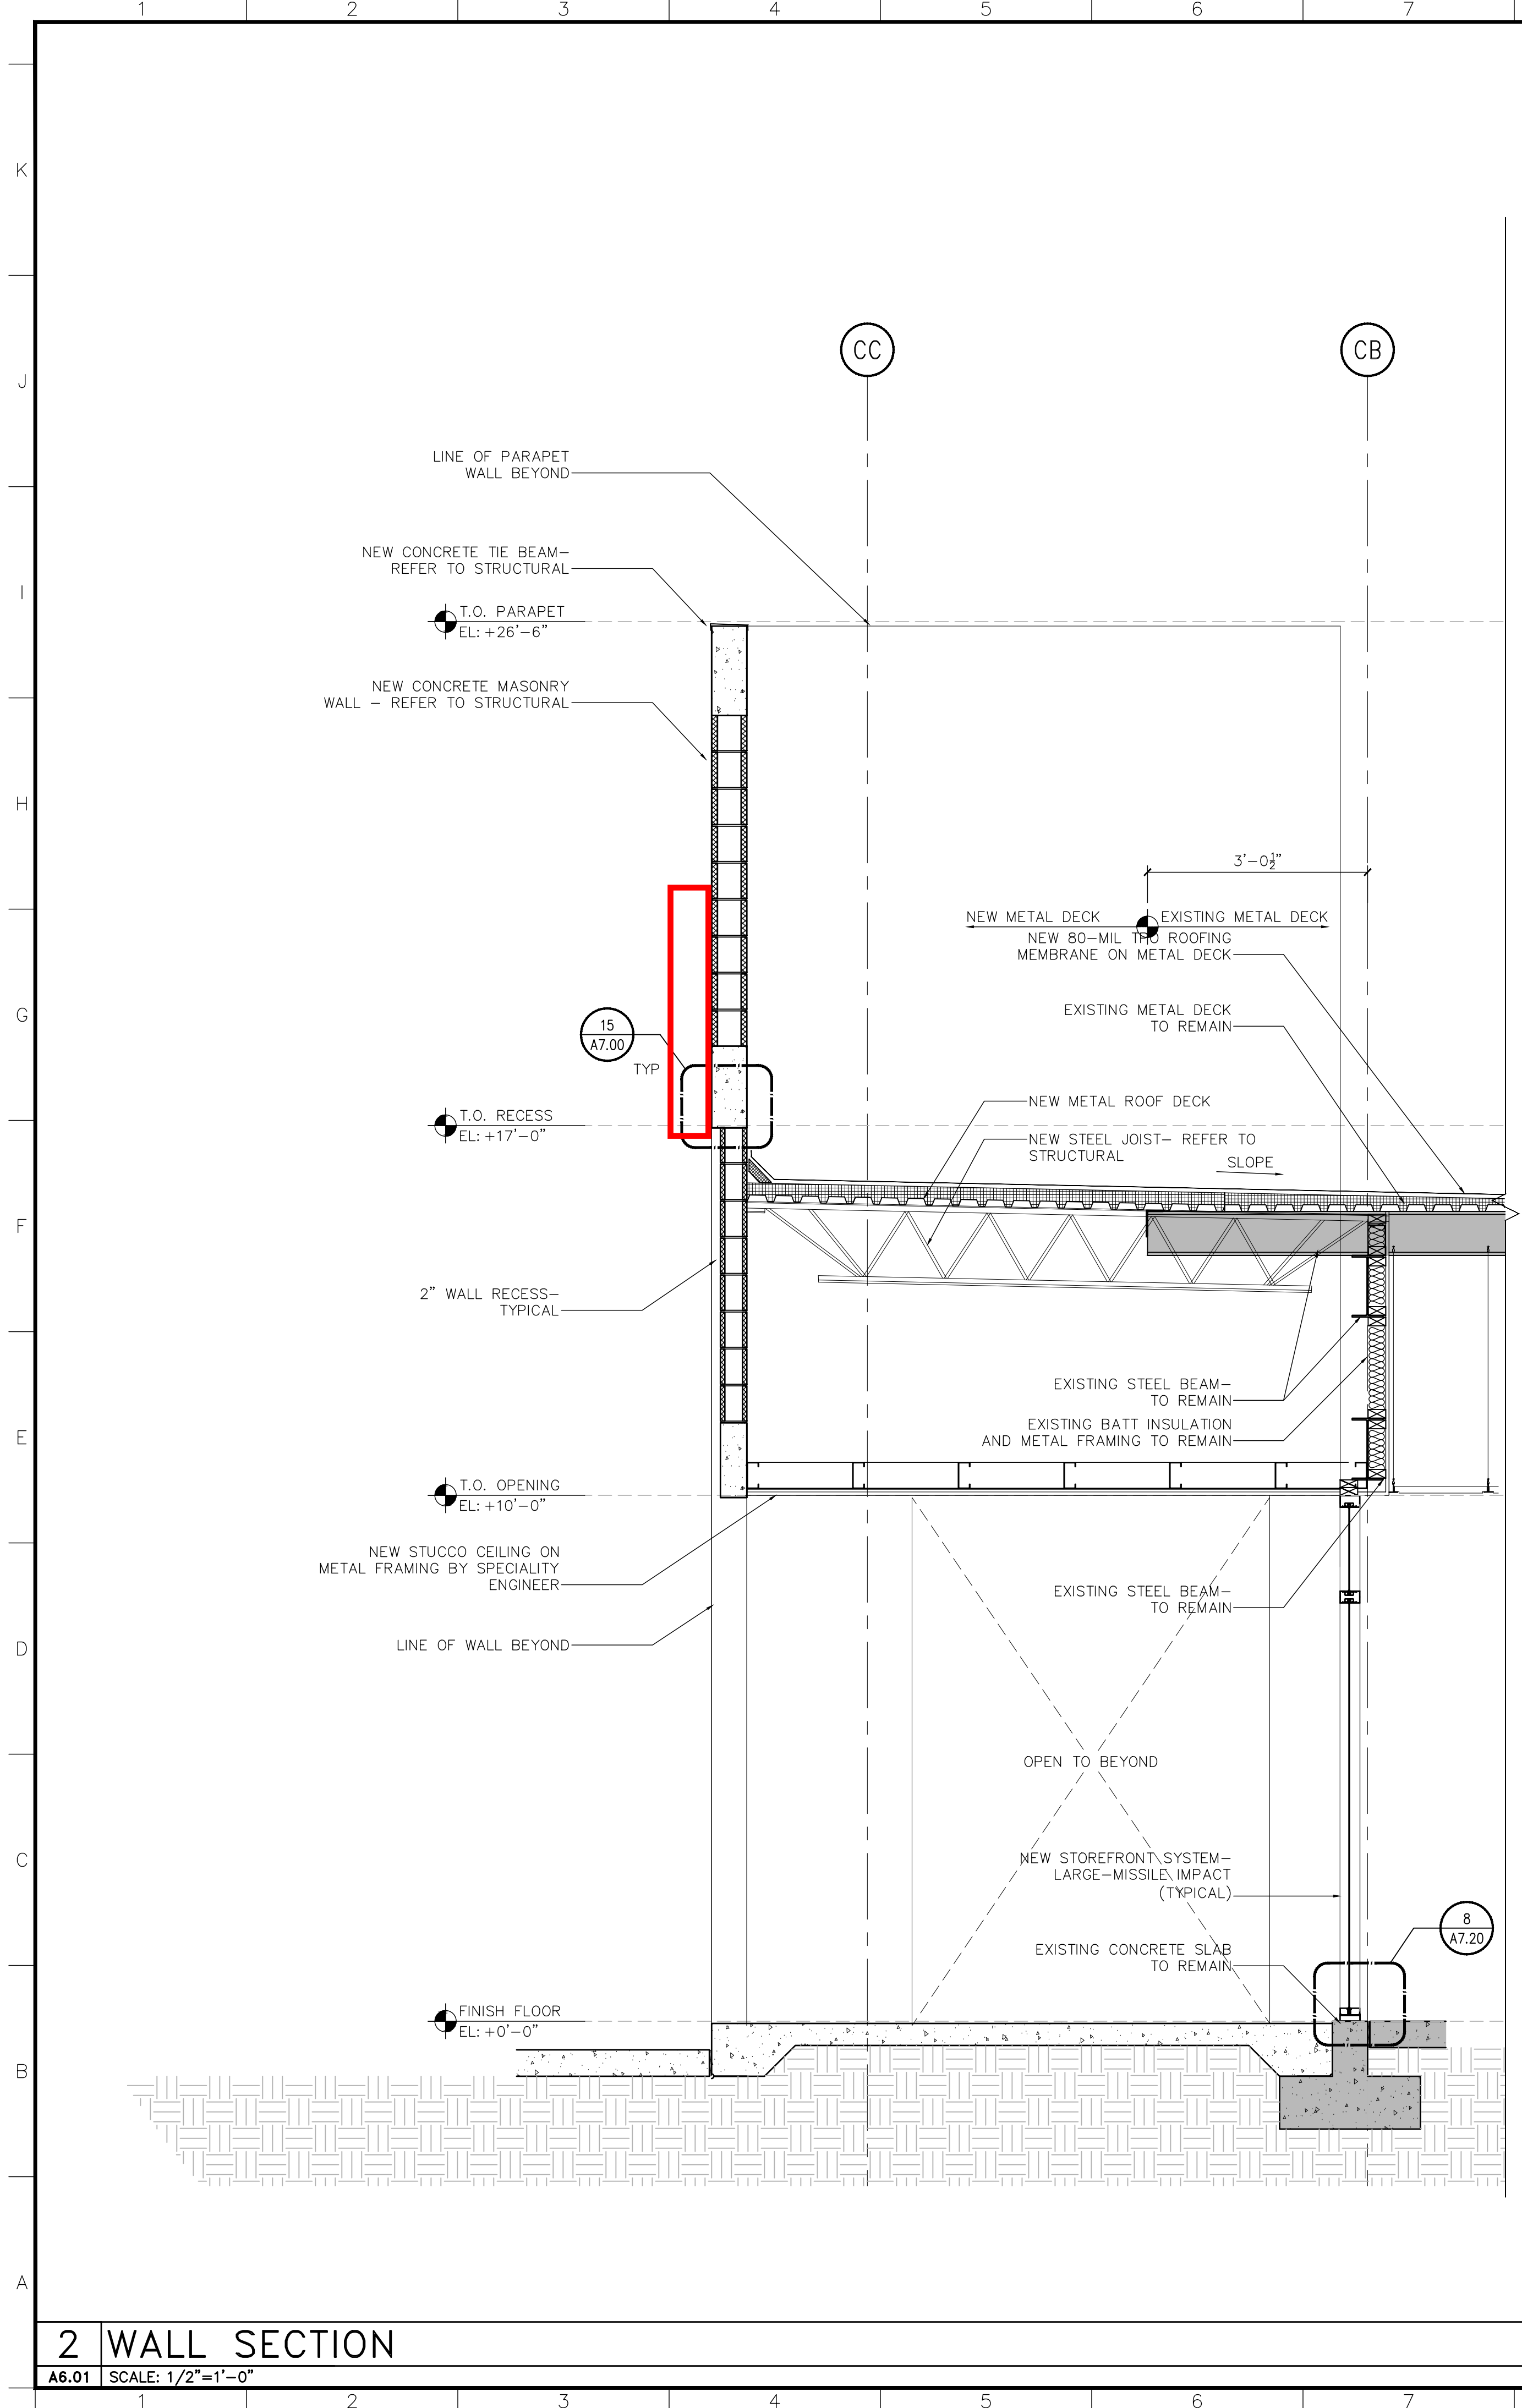 1 2 3 4 5 6 7
K
J
I
H
G
F
E
D
C
B
A
CC
CB
LINE OF PARAPET
WALL BEYOND
NEW CONCRETE TIE BEAM-
REFER TO STRUCTURAL
T.O. PARAPET
EL: +26'-6"
NEW CONCRETE MASONRY
WALL - REFER TO STRUCTURAL
3'-0½"
NEW METAL DECK
EXISTING METAL DECK
NEW 80-MIL TPO ROOFING
MEMBRANE ON METAL DECK
EXISTING METAL DECK
TO REMAIN
15
A7.00
TYP
NEW METAL ROOF DECK
T.O. RECESS
EL: +17'-0"
NEW STEEL JOIST- REFER TO
STRUCTURAL
SLOPE
2" WALL RECESS-
TYPICAL
EXISTING STEEL BEAM-
TO REMAIN
EXISTING BATT INSULATION
AND METAL FRAMING TO REMAIN
T.O. OPENING
EL: +10'-0"
NEW STUCCO CEILING ON
METAL FRAMING BY SPECIALITY
ENGINEER
EXISTING STEEL BEAM-
TO REMAIN
LINE OF WALL BEYOND
OPEN TO BEYOND
NEW STOREFRONT SYSTEM-
LARGE-MISSILE IMPACT
(TYPICAL)
8
A7.20
EXISTING CONCRETE SLAB
TO REMAIN
FINISH FLOOR
EL: +0'-0"
2 WALL SECTION
A6.01 SCALE: 1/2"=1'-0"
1 2 3 4 5 6 7